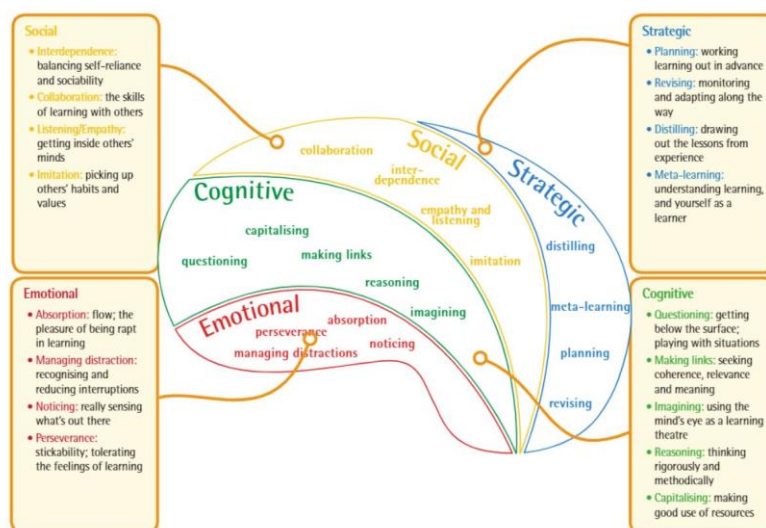 Social
• Interdependence:
balancing self-reliance
and sociability
• Collaboration: the skills
of learning with others
• Listening/Empathy:
getting inside others'
minds
• Imitation: picking up
others' habits and
values
Strategic
• Planning: working
learning out in advance
• Revising: monitoring
and adapting along the
way
• Distilling: drawing
out the lessons from
experience
• Meta-learning:
understanding learning,
and yourself as a
learner
Social
collaboration
inter-
dependence
empathy and
listening
imitation
Strategic
distilling
meta-learning
planning
revising
Cognitive
capitalising
questioning
making links
reasoning
imagining
Emotional
absorption
perseverance
noticing
managing distractions
Emotional
• Absorption: flow; the
pleasure of being rapt
in learning
• Managing distraction:
recognising and
reducing interruptions
• Noticing: really sensing
what's out there
• Perseverance:
stickability; tolerating
the feelings of learning
Cognitive
• Questioning: getting
below the surface;
playing with situations
• Making links: seeking
coherence, relevance
and meaning
• Imagining: using the
mind's eye as a learning
theatre
• Reasoning: thinking
rigorously and
methodically
• Capitalising: making
good use of resources